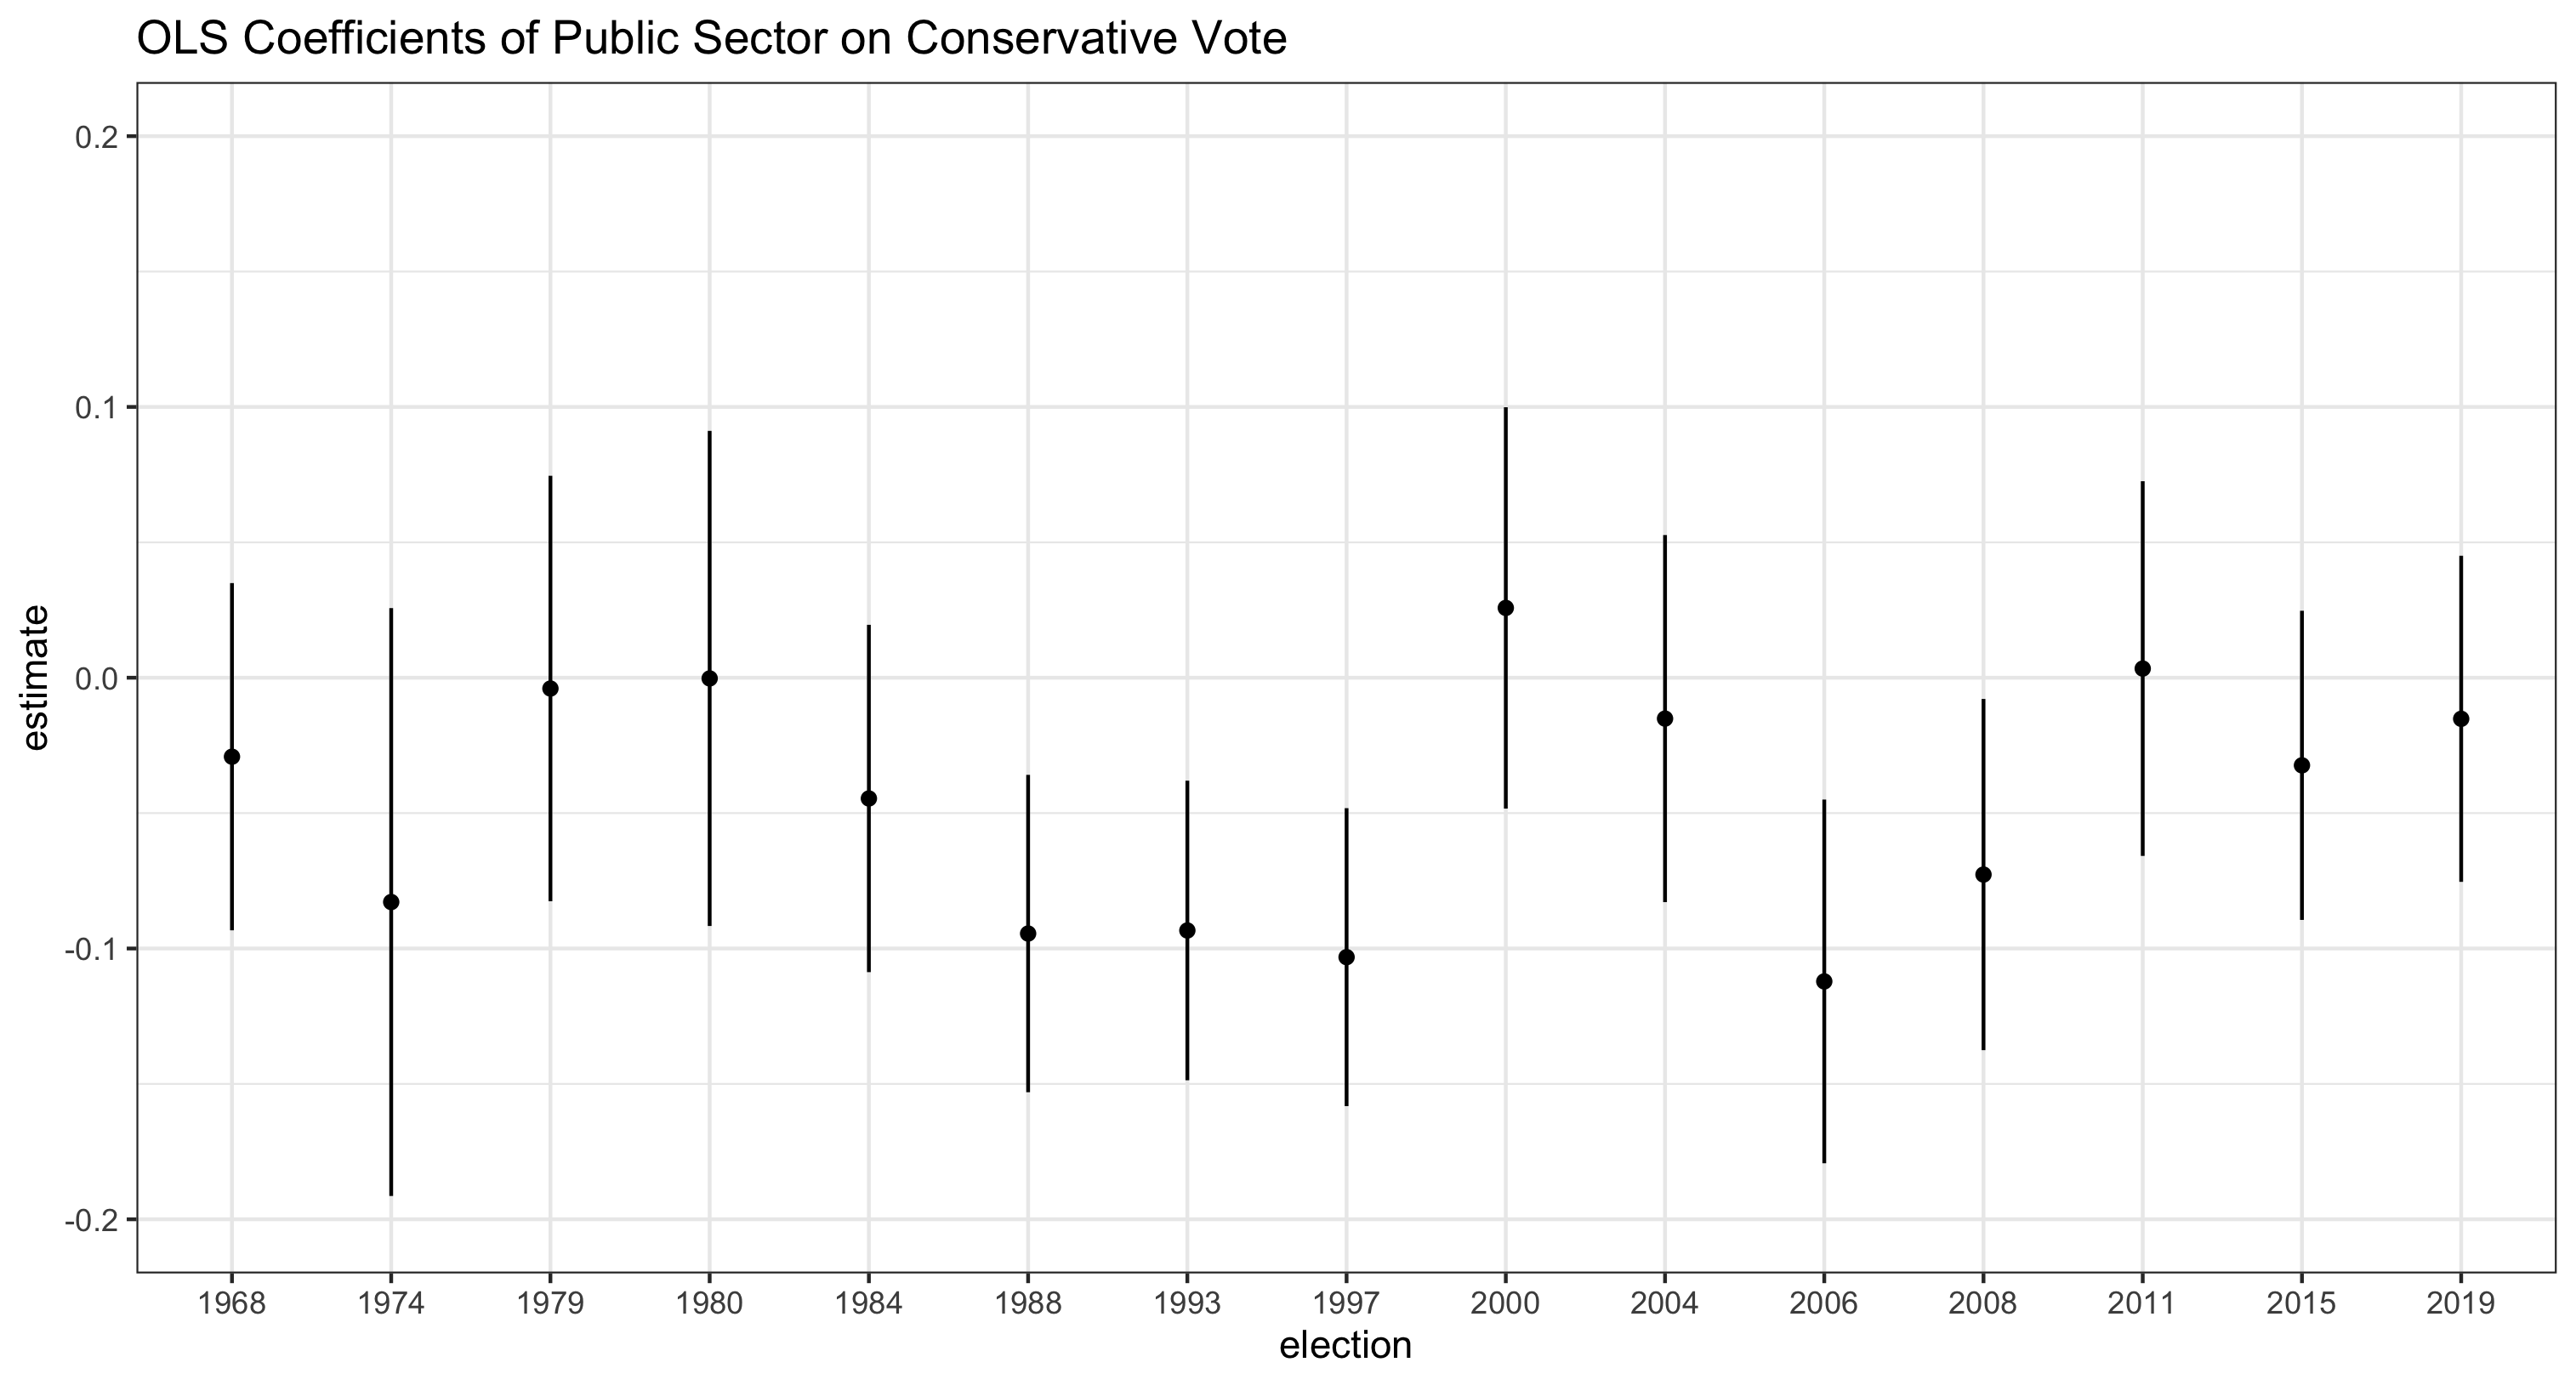 OLS Coefficients of Public Sector on Conservative Vote
0.2
0.1
0.0
-0.1
-0.2
estimate
1968 1974 1979 1980 1984 1988 1993 1997 2000 2004 2006 2008 2011 2015 2019
election